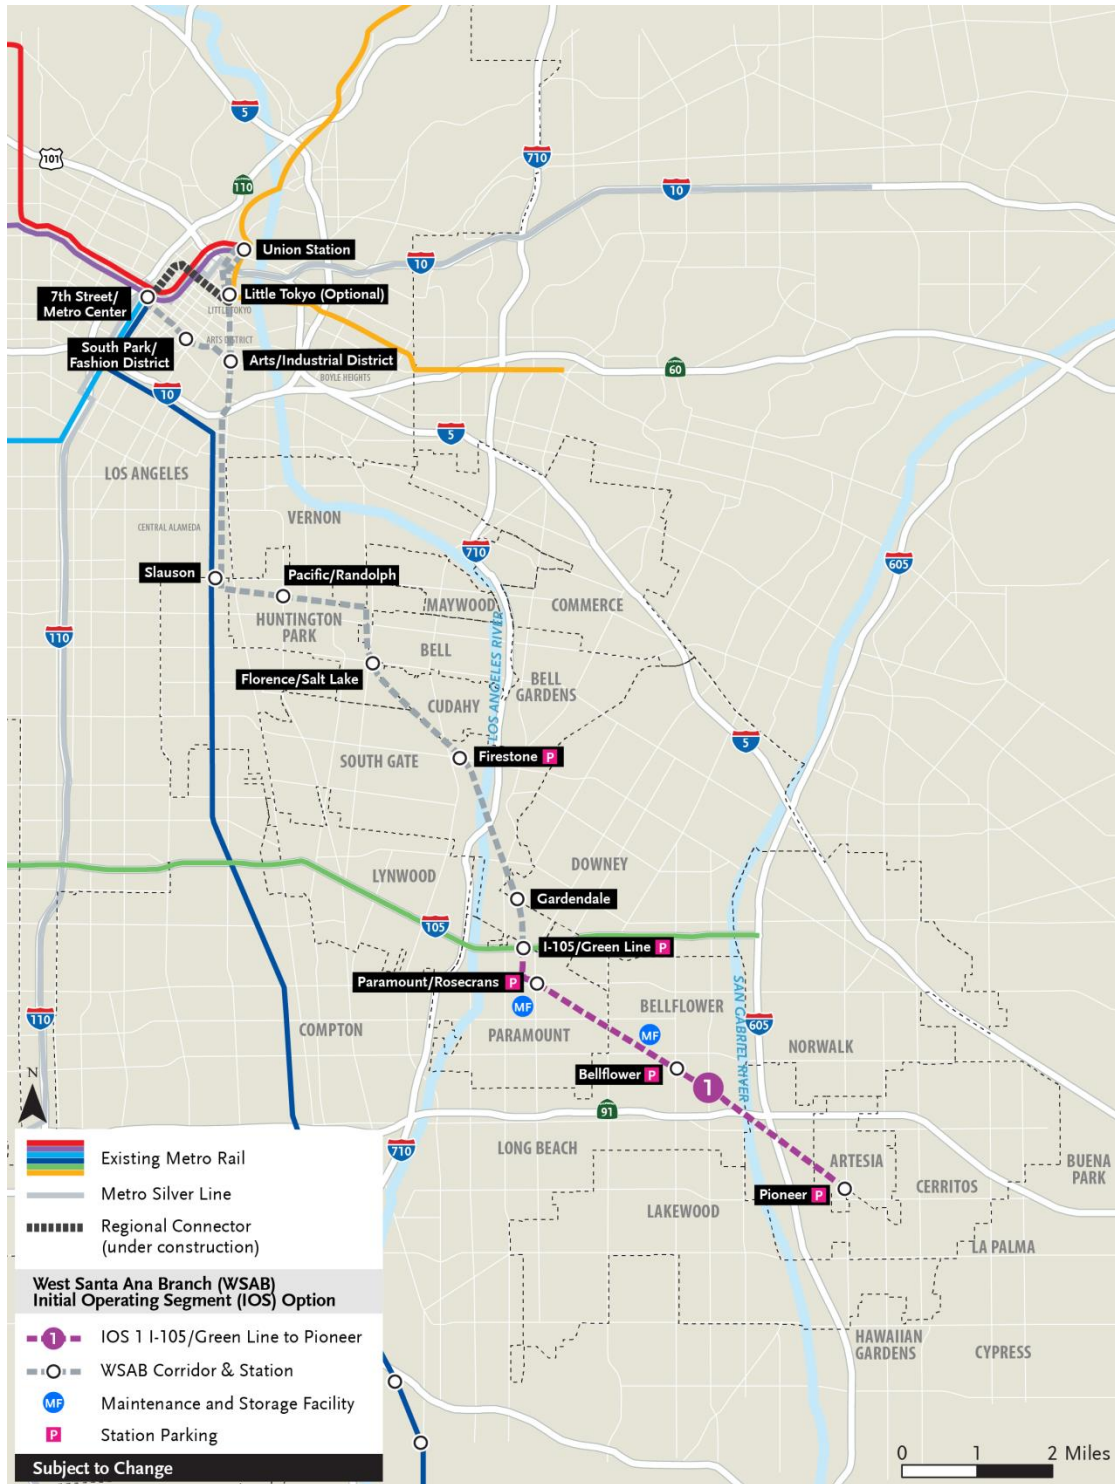 5
710
101
110
10
Union Station
10
7th Street/
Metro Center
Little Tokyo (Optional)
LITTLE TOKYO
South Park/
Fashion District
ARTS DISTRICT
Arts/Industrial District
BOYLE HEIGHTS
60
10
5
LOS ANGELES
VERNON
CENTRAL ALAMEDA
710
605
Slauson
Pacific/Randolph
MAYWOOD
COMMERCE
HUNTINGTON
PARK
110
BELL
LOS ANGELES RIVER
Florence/Salt Lake
BELL
GARDENS
CUDAHY
5
SOUTH GATE
Firestone P
DOWNEY
LYNWOOD
Gardendale
105
I-105/Green Line P
Paramount/Rosecrans P
MF
BELLFLOWER
SAN GABRIEL RIVER
110
COMPTON
PARAMOUNT
MF
605
NORWALK
Bellflower P
1
N
91
710
LONG BEACH
ARTESIA
BUENA
PARK
CERRITOS
Pioneer P
LAKEWOOD
LA PALMA
HAWAIIAN
GARDENS
CYPRESS
Existing Metro Rail
Metro Silver Line
Regional Connector
(under construction)
West Santa Ana Branch (WSAB)
Initial Operating Segment (IOS) Option
1 IOS 1 I-105/Green Line to Pioneer
WSAB Corridor & Station
MF Maintenance and Storage Facility
P Station Parking
Subject to Change
0 1 2 Miles